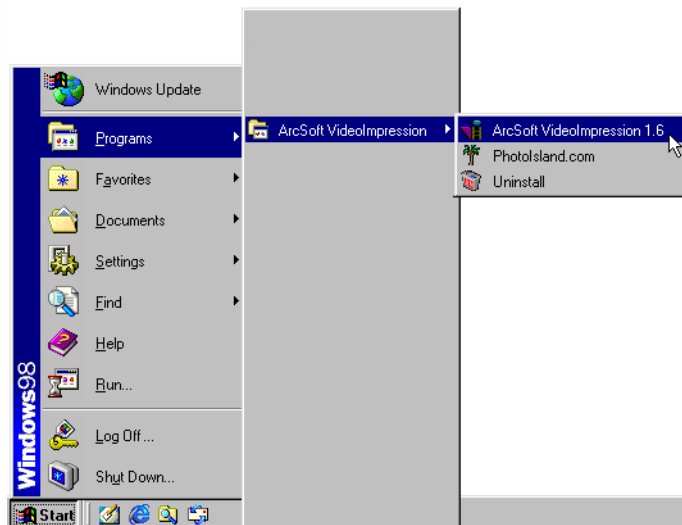 Windows Update
Programs
Favorites
Documents
Settings
Find
Help
Run...
Log Off...
Shut Down...
Windows98
Start
ArcSoft VideoImpression
ArcSoft VideoImpression 1.6
PhotoIsland.com
Uninstall